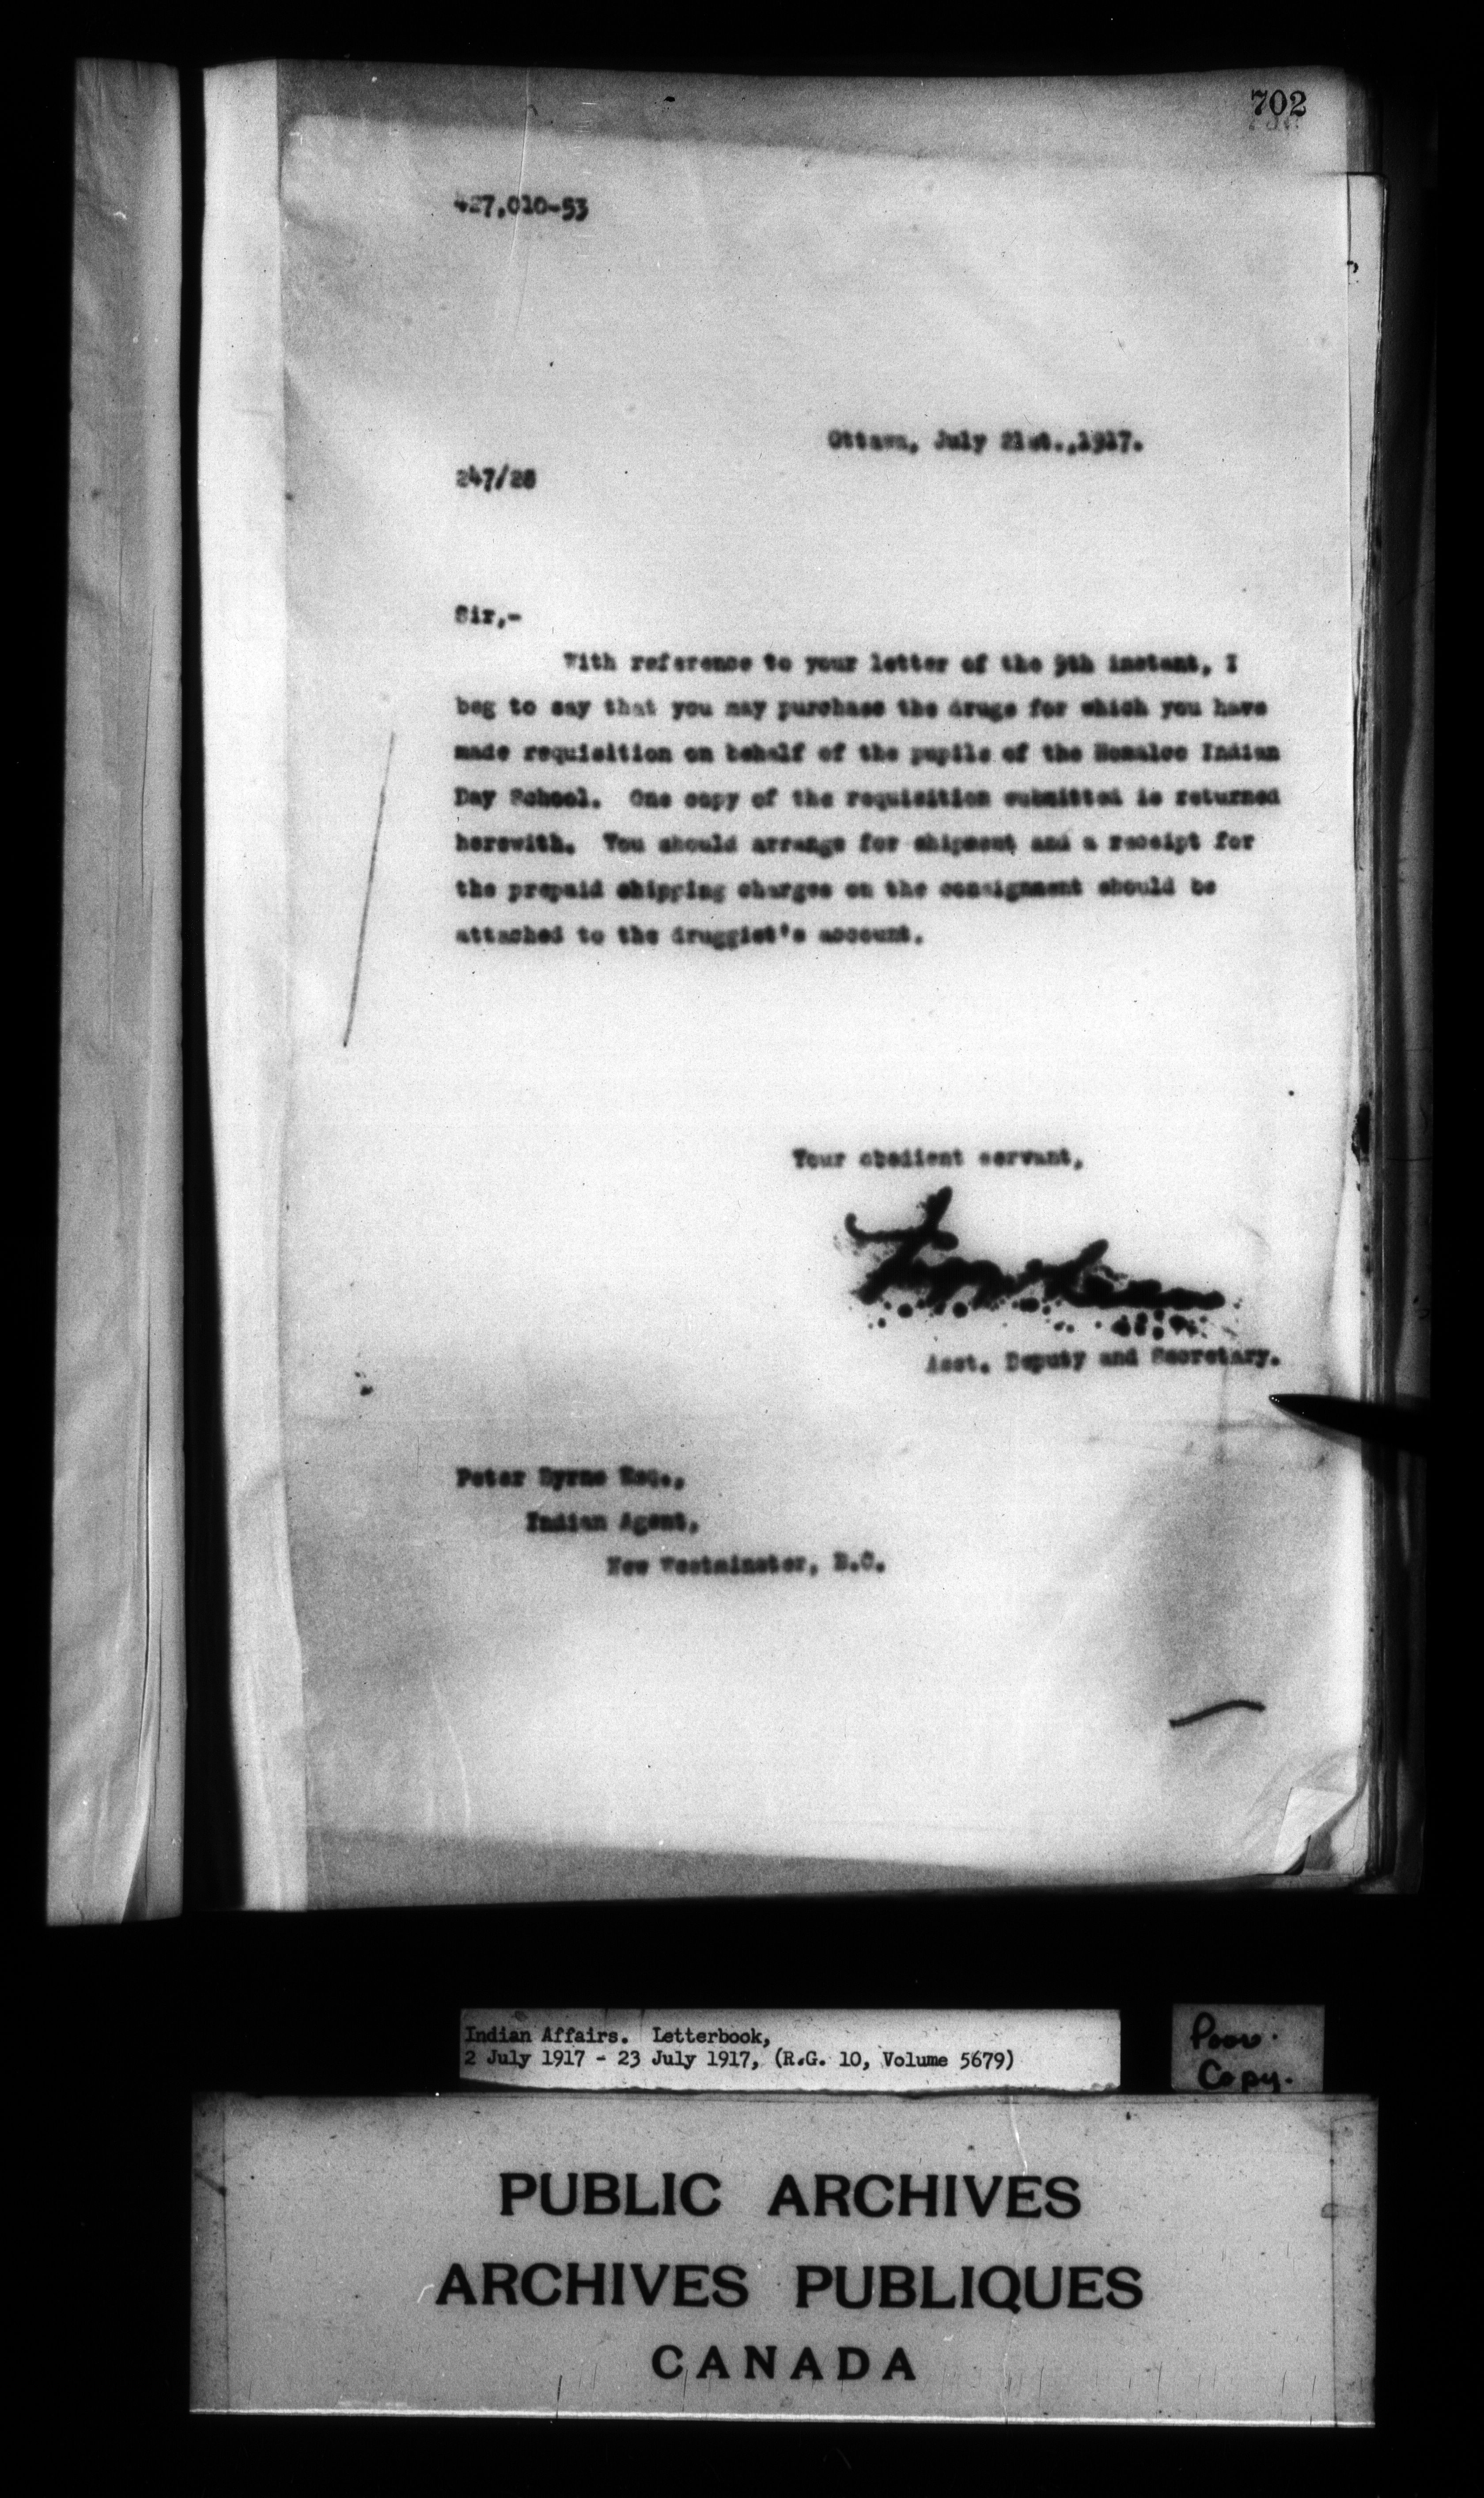 702
427,010-53
Ottawa, July 21st.,1917.
247/28
Sir,-
With reference to your letter of the 9th instant, I
beg to say that you may purchase the drugs for which you have
made requisition on behalf of the pupils of the Homalco Indian
Day School. One copy of the requisition submitted is returned
herewith. You should arrange for shipment and a receipt for
the prepaid shipping charges on the consignment should be
attached to the druggist's account.
Your obedient servant,
Asst. Deputy and Secretary.
Peter Byrne Esq.,
Indian Agent,
New Westminster, B.C.
Indian Affairs. Letterbook,
2 July 1917 - 23 July 1917, (R.G. 10, Volume 5679)
Poor
Copy.
PUBLIC ARCHIVES
ARCHIVES PUBLIQUES
CANADA